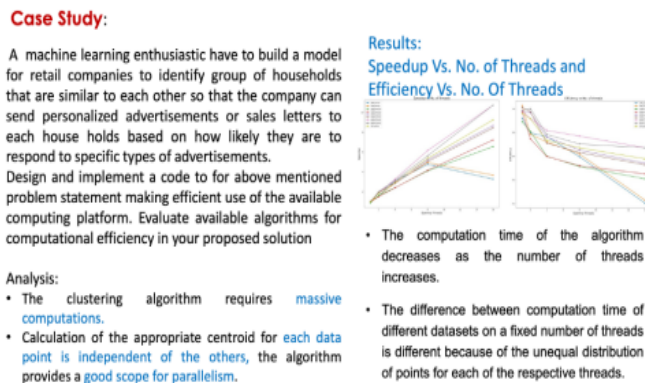 Case Study:
A machine learning enthusiastic have to build a model
for retail companies to identify group of households
that are similar to each other so that the company can
send personalized advertisements or sales letters to
each house holds based on how likely they are to
respond to specific types of advertisements.
Design and implement a code to for above mentioned
problem statement making efficient use of the available
computing platform. Evaluate available algorithms for
computational efficiency in your proposed solution
Analysis:
• The clustering algorithm requires massive
computations.
• Calculation of the appropriate centroid for each data
point is independent of the others, the algorithm
provides a good scope for parallelism.
Results:
Speedup Vs. No. of Threads and
Efficiency Vs. No. Of Threads
• The computation time of the algorithm
decreases as the number of threads
increases.
• The difference between computation time of
different datasets on a fixed number of threads
is different because of the unequal distribution
of points for each of the respective threads.